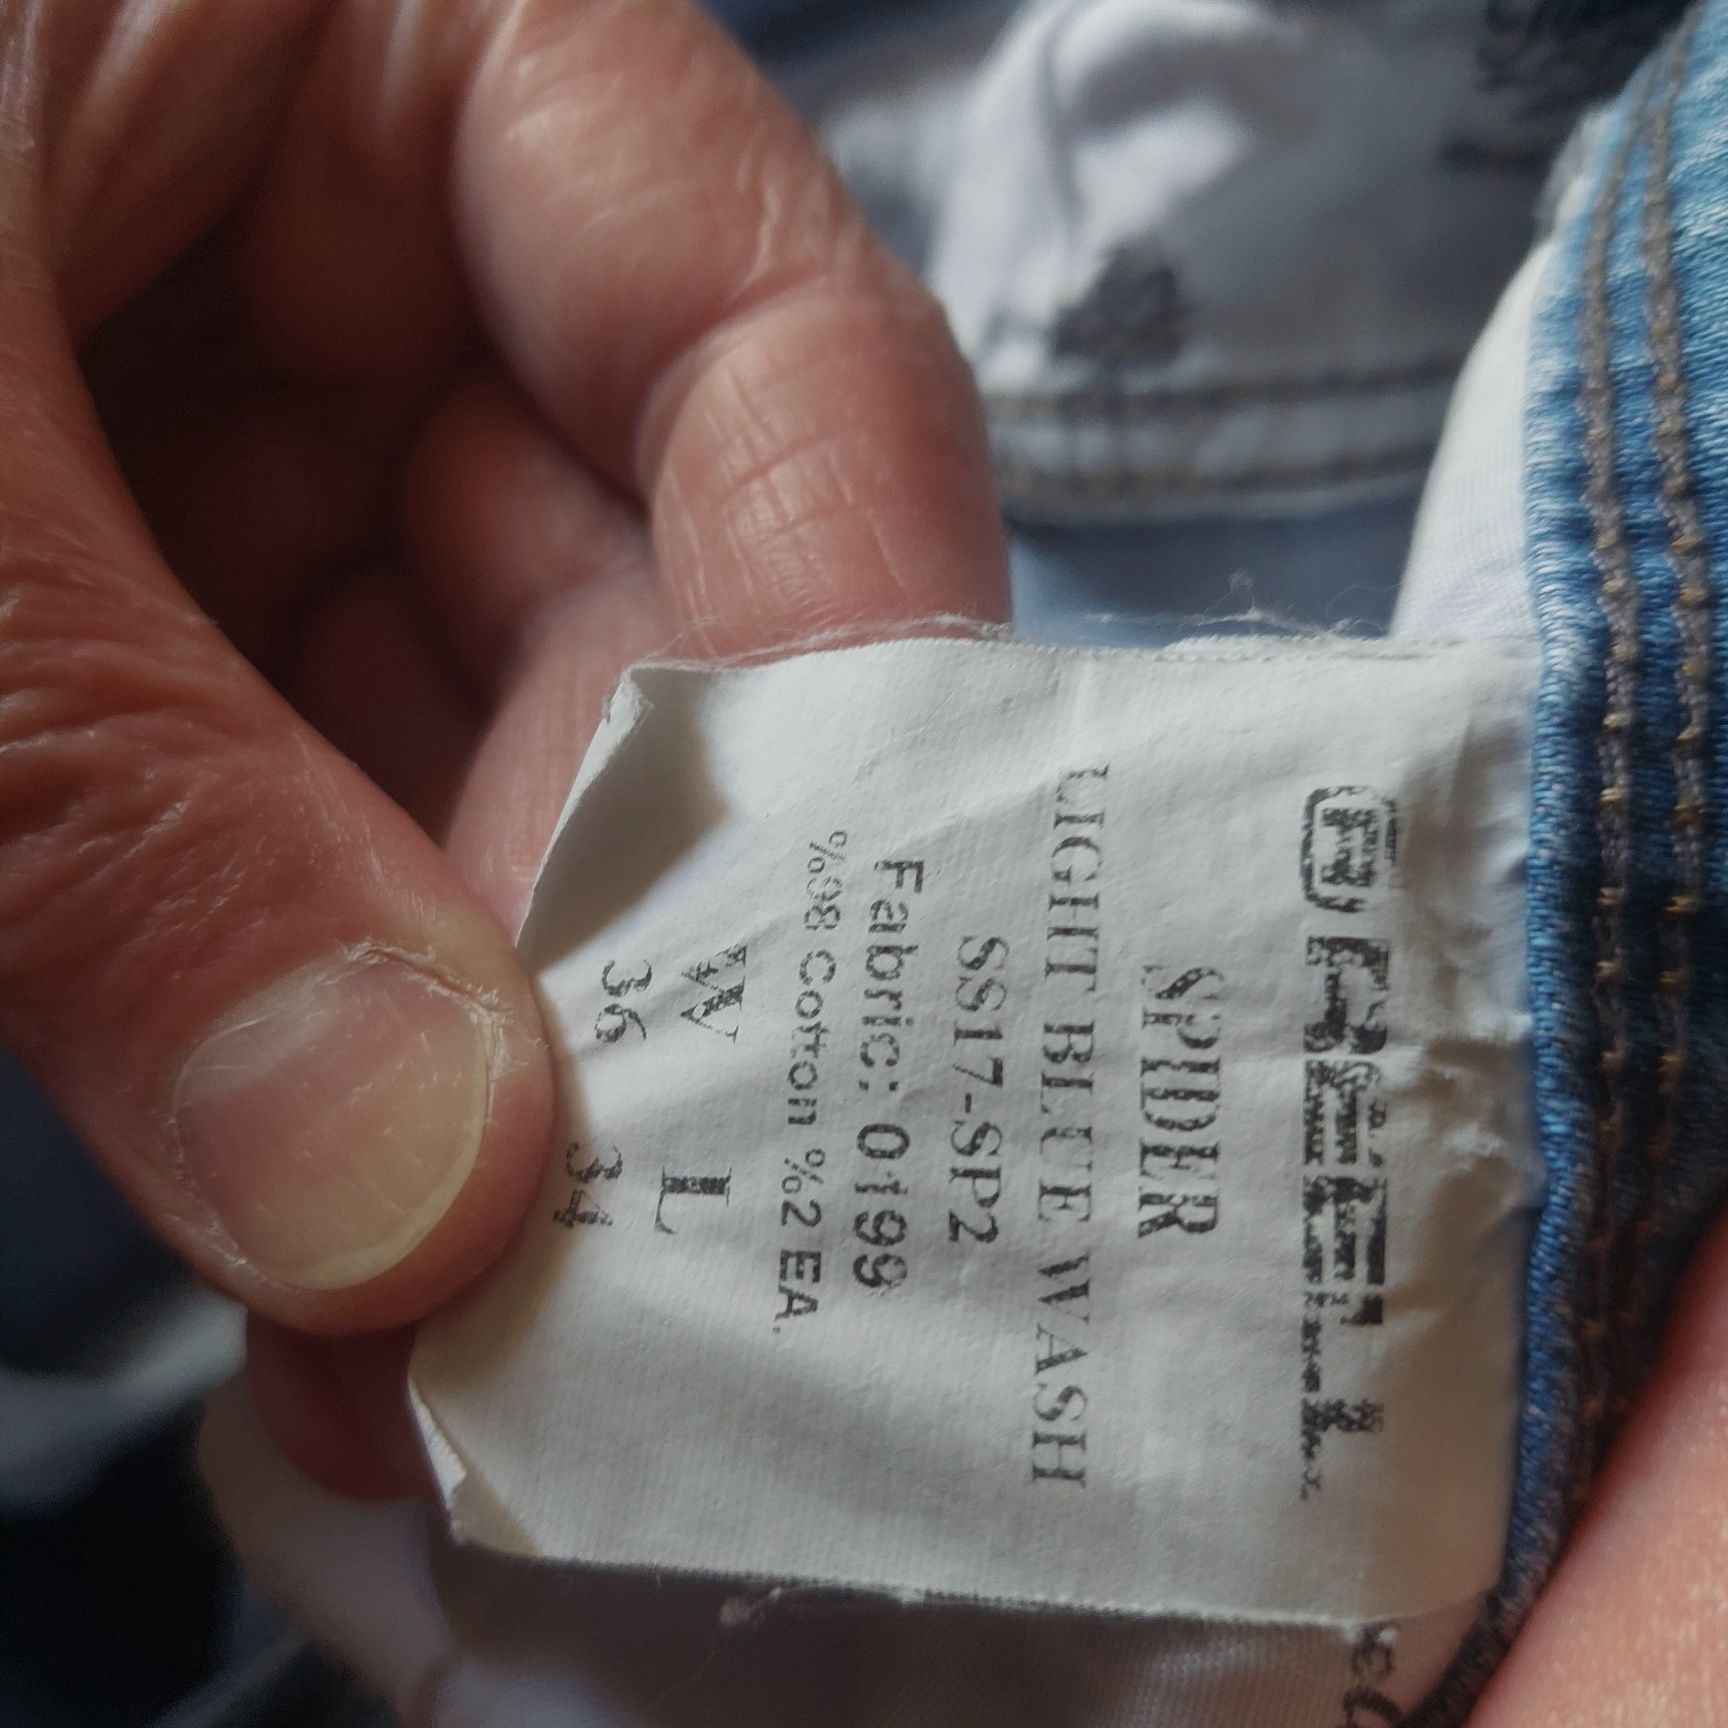 SPIDER
LIGHT BLUE WASH
SS17-SP2
Fabric: 0199
%98 Cotton %2 EA.
W L
36 34